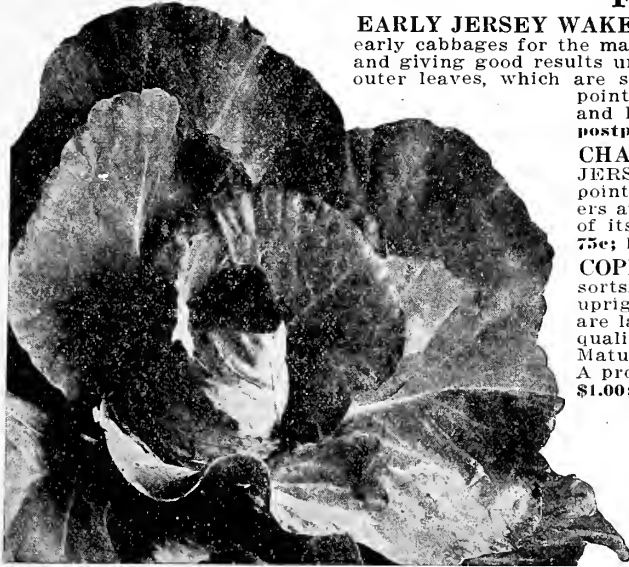 EARLY JERSEY WAKE
early cabbages for the ma
and giving good results u
outer leaves, which are s
point
and
postp
CHA
JERS
point
ers a
of its
75c;
COP
sorts
uprig
are la
quali
Matu
A pro
$1.00